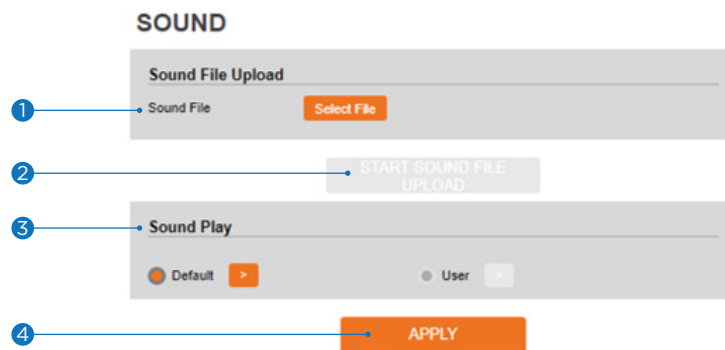 SOUND
Sound File Upload
1 Sound File Select File
2 START SOUND FILE
UPLOAD
3 Sound Play
Default > User >
4 APPLY